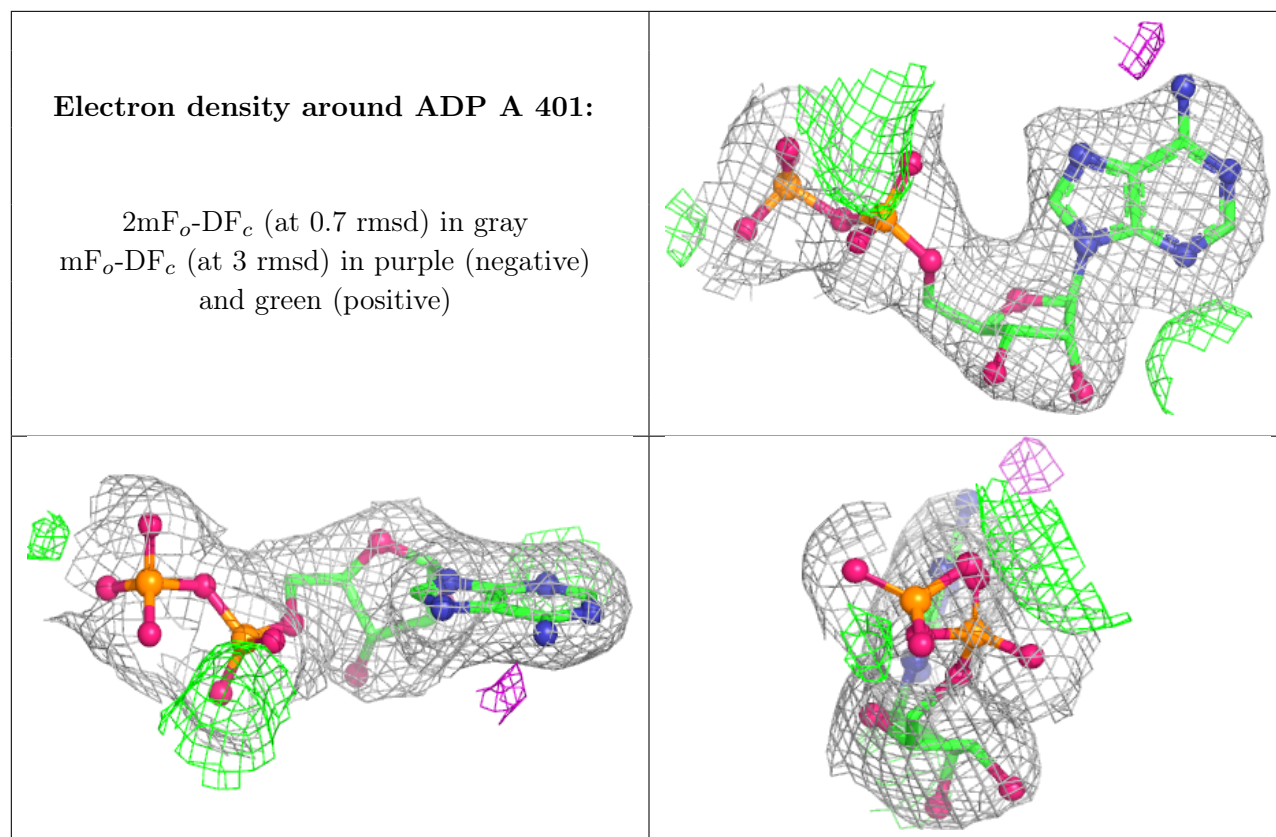 Electron density around ADP A 401:
2mFₒ-DF𝒸 (at 0.7 rmsd) in gray
mFₒ-DF𝒸 (at 3 rmsd) in purple (negative)
and green (positive)